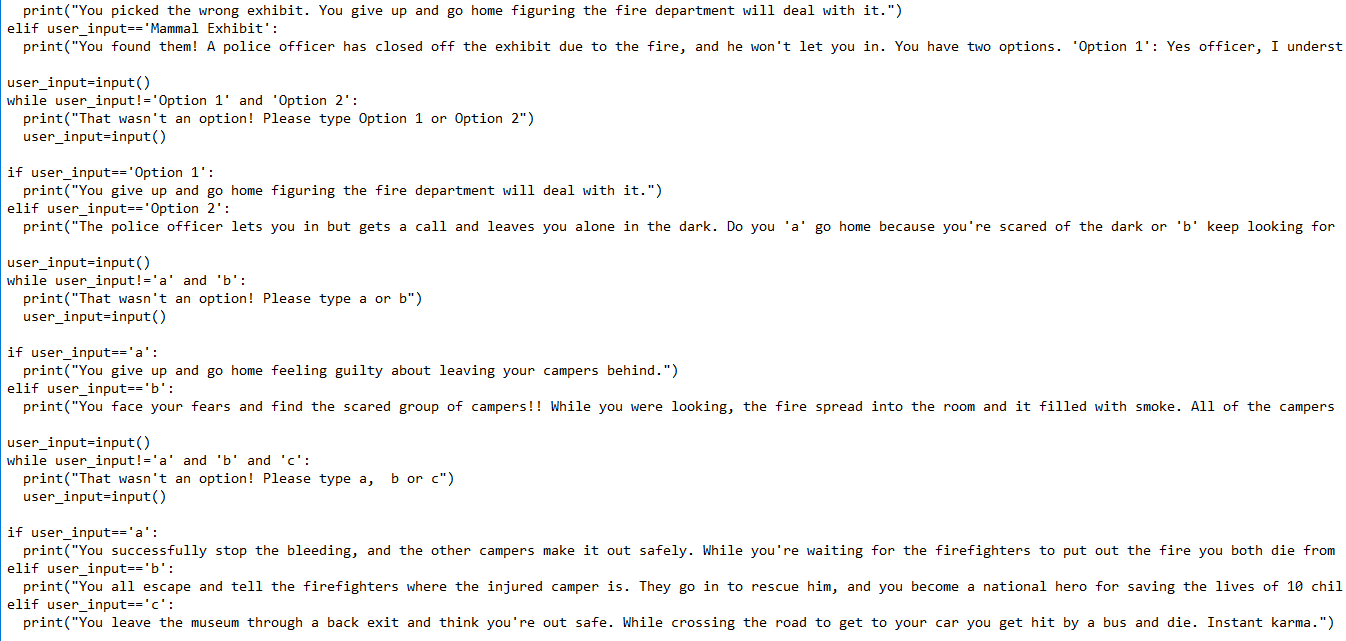 print("You picked the wrong exhibit. You give up and go home figuring the fire department will deal with it.")
elif user_input=='Mammal Exhibit':
  print("You found them! A police officer has closed off the exhibit due to the fire, and he won't let you in. You have two options. 'Option 1': Yes officer, I underst

user_input=input()
while user_input!='Option 1' and 'Option 2':
  print("That wasn't an option! Please type Option 1 or Option 2")
  user_input=input()

if user_input=='Option 1':
  print("You give up and go home figuring the fire department will deal with it.")
elif user_input=='Option 2':
  print("The police officer lets you in but gets a call and leaves you alone in the dark. Do you 'a' go home because you're scared of the dark or 'b' keep looking for

user_input=input()
while user_input!='a' and 'b':
  print("That wasn't an option! Please type a or b")
  user_input=input()

if user_input=='a':
  print("You give up and go home feeling guilty about leaving your campers behind.")
elif user_input=='b':
  print("You face your fears and find the scared group of campers!! While you were looking, the fire spread into the room and it filled with smoke. All of the campers

user_input=input()
while user_input!='a' and 'b' and 'c':
  print("That wasn't an option! Please type a,  b or c")
  user_input=input()

if user_input=='a':
  print("You successfully stop the bleeding, and the other campers make it out safely. While you're waiting for the firefighters to put out the fire you both die from
elif user_input=='b':
  print("You all escape and tell the firefighters where the injured camper is. They go in to rescue him, and you become a national hero for saving the lives of 10 chil
elif user_input=='c':
  print("You leave the museum through a back exit and think you're out safe. While crossing the road to get to your car you get hit by a bus and die. Instant karma.")